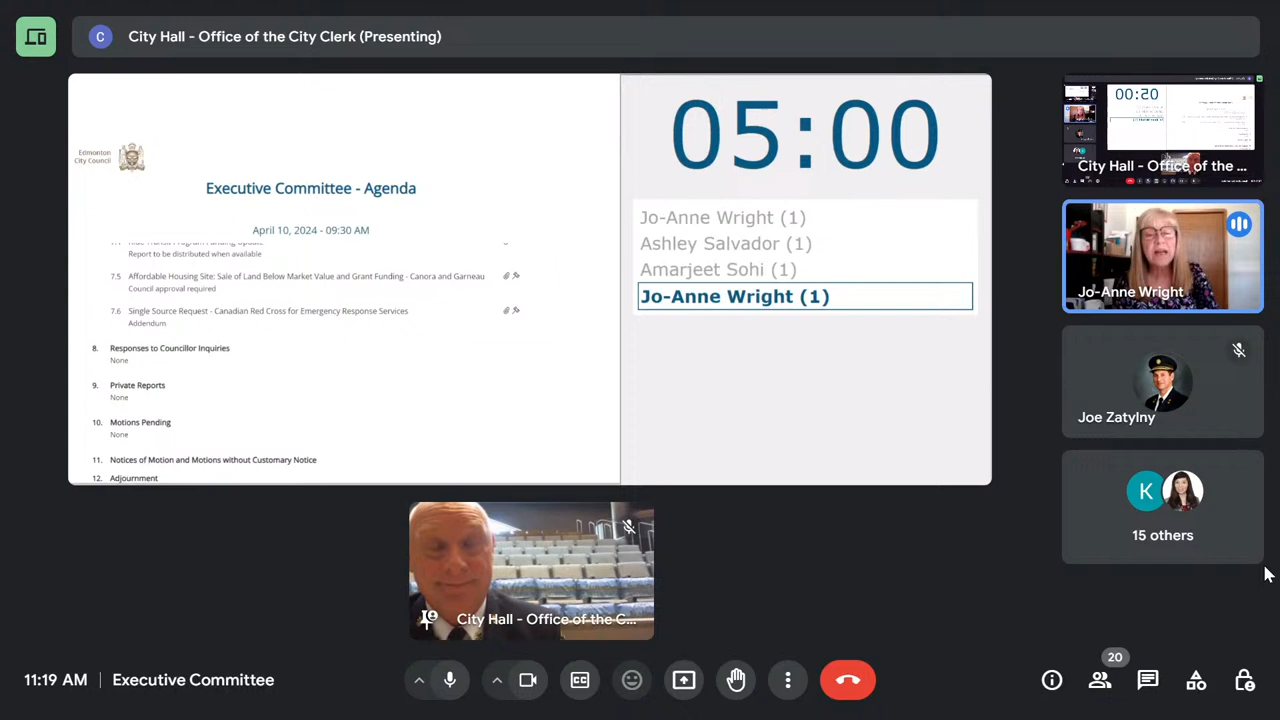 C City Hall - Office of the City Clerk (Presenting)
Edmonton
City Council
Executive Committee - Agenda
April 10, 2024 - 09:30 AM
Report to be distributed when available
7.5 Affordable Housing Site: Sale of Land Below Market Value and Grant Funding - Canora and Garneau
Council approval required
7.6 Single Source Request - Canadian Red Cross for Emergency Response Services
Addendum
8. Responses to Councillor Inquiries
None
9. Private Reports
None
10. Motions Pending
None
11. Notices of Motion and Motions without Customary Notice
12. Adjournment
05:00
Jo-Anne Wright (1)
Ashley Salvador (1)
Amarjeet Sohi (1)
Jo-Anne Wright (1)
00:20
City Hall - Office of the ...
Jo-Anne Wright
Joe Zatylny
K
15 others
City Hall - Office of the C...
11:19 AM | Executive Committee
20